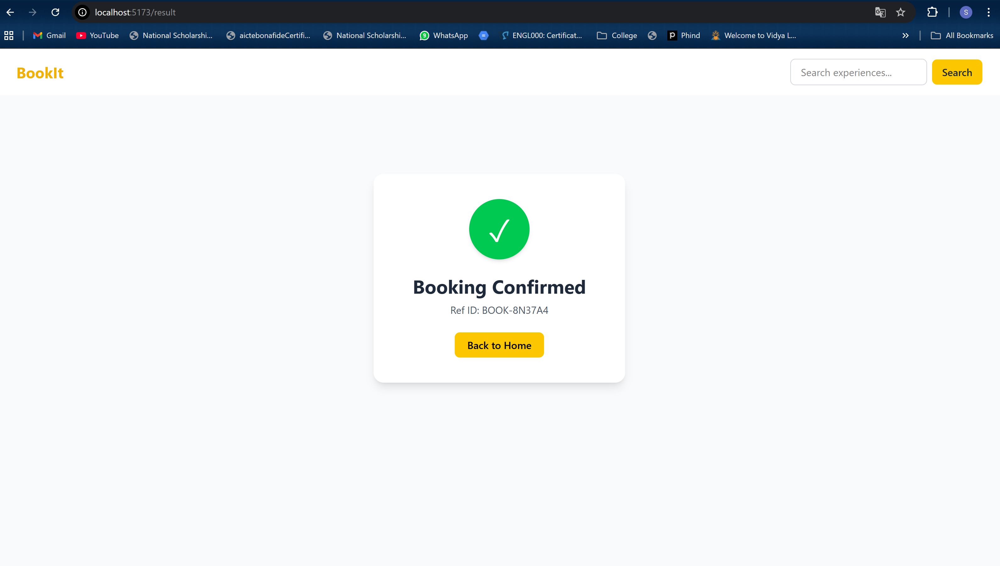 localhost:5173/result
S
Gmail
YouTube
National Scholarshi...
aictebonafideCertifi...
National Scholarshi...
9
WhatsApp
ENGL000: Certificat...
College
Phind
Welcome to Vidya L...
All Bookmarks
BookIt
Search experiences...
Search
✓
Booking Confirmed
Ref ID: BOOK-8N37A4
Back to Home